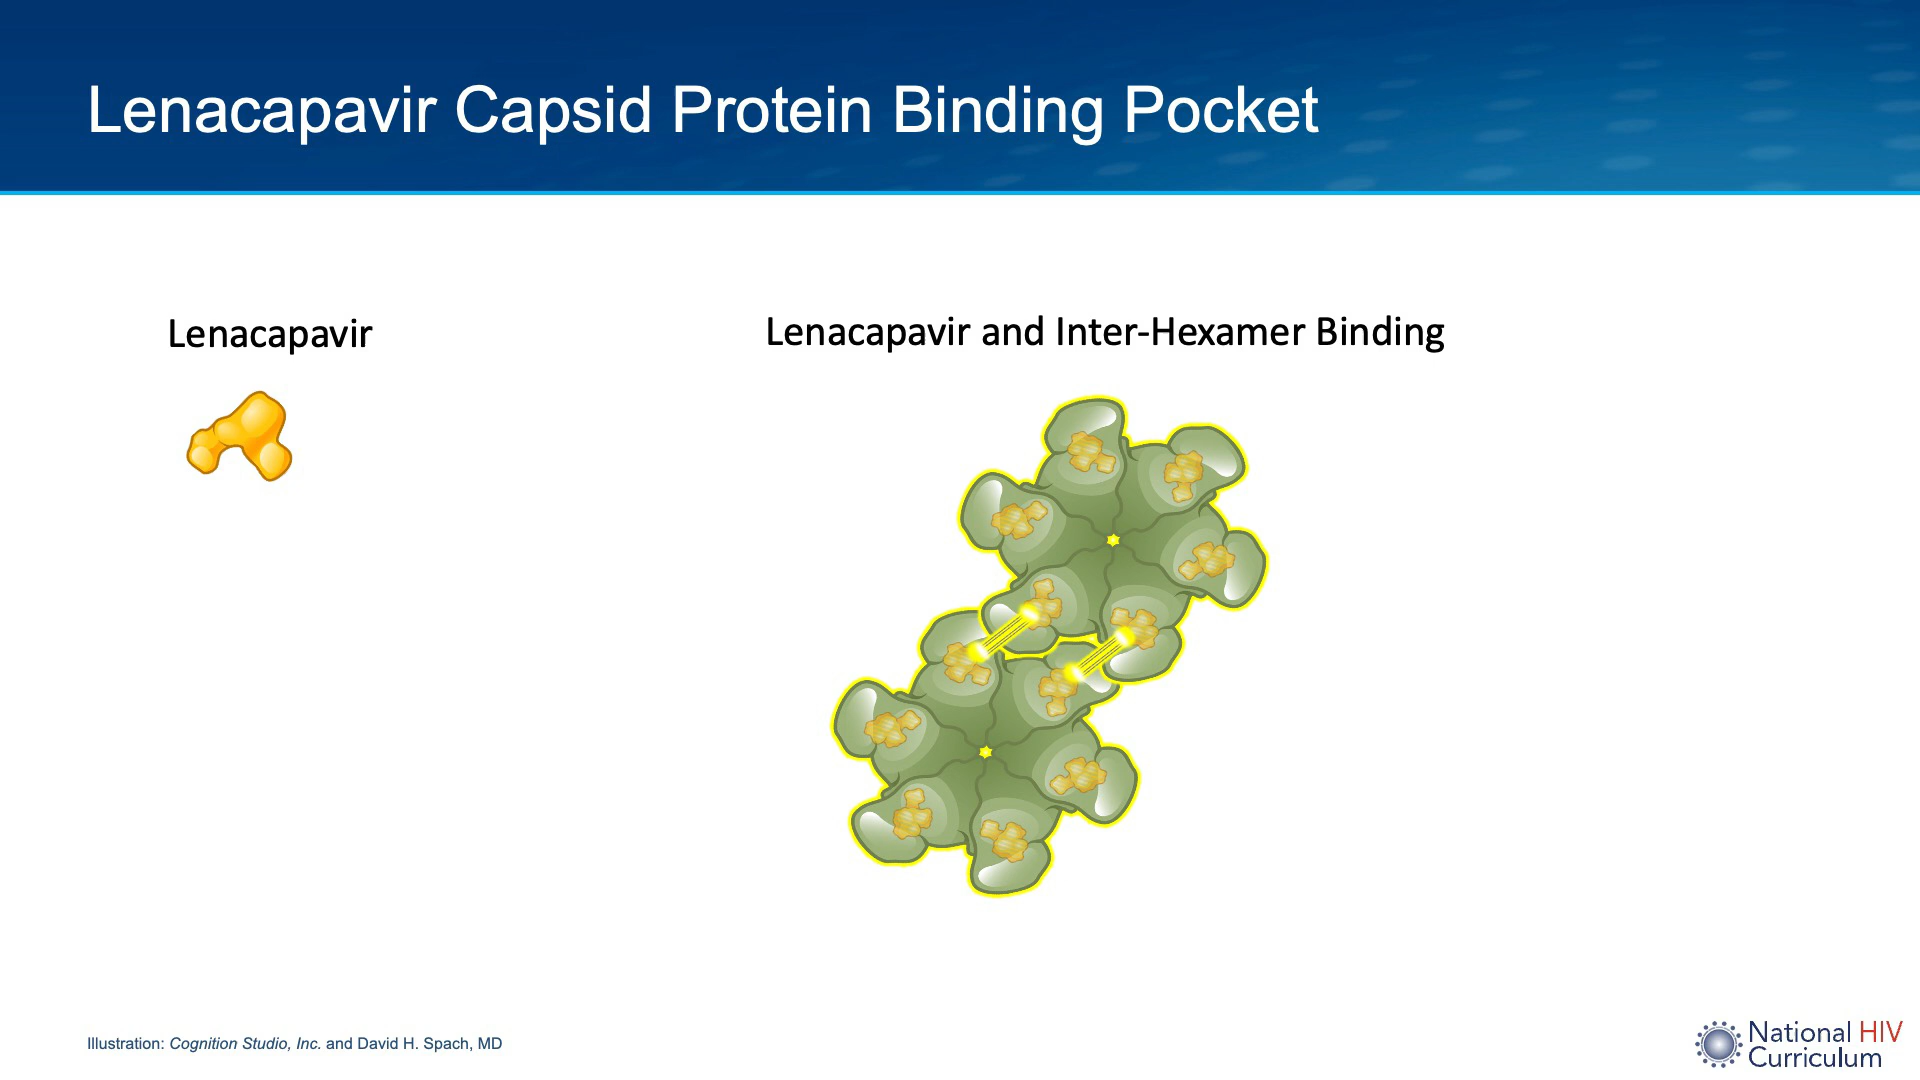 Lenacapavir Capsid Protein Binding Pocket
Lenacapavir
Lenacapavir and Inter-Hexamer Binding
Illustration: Cognition Studio, Inc. and David H. Spach, MD
National HIV
Curriculum